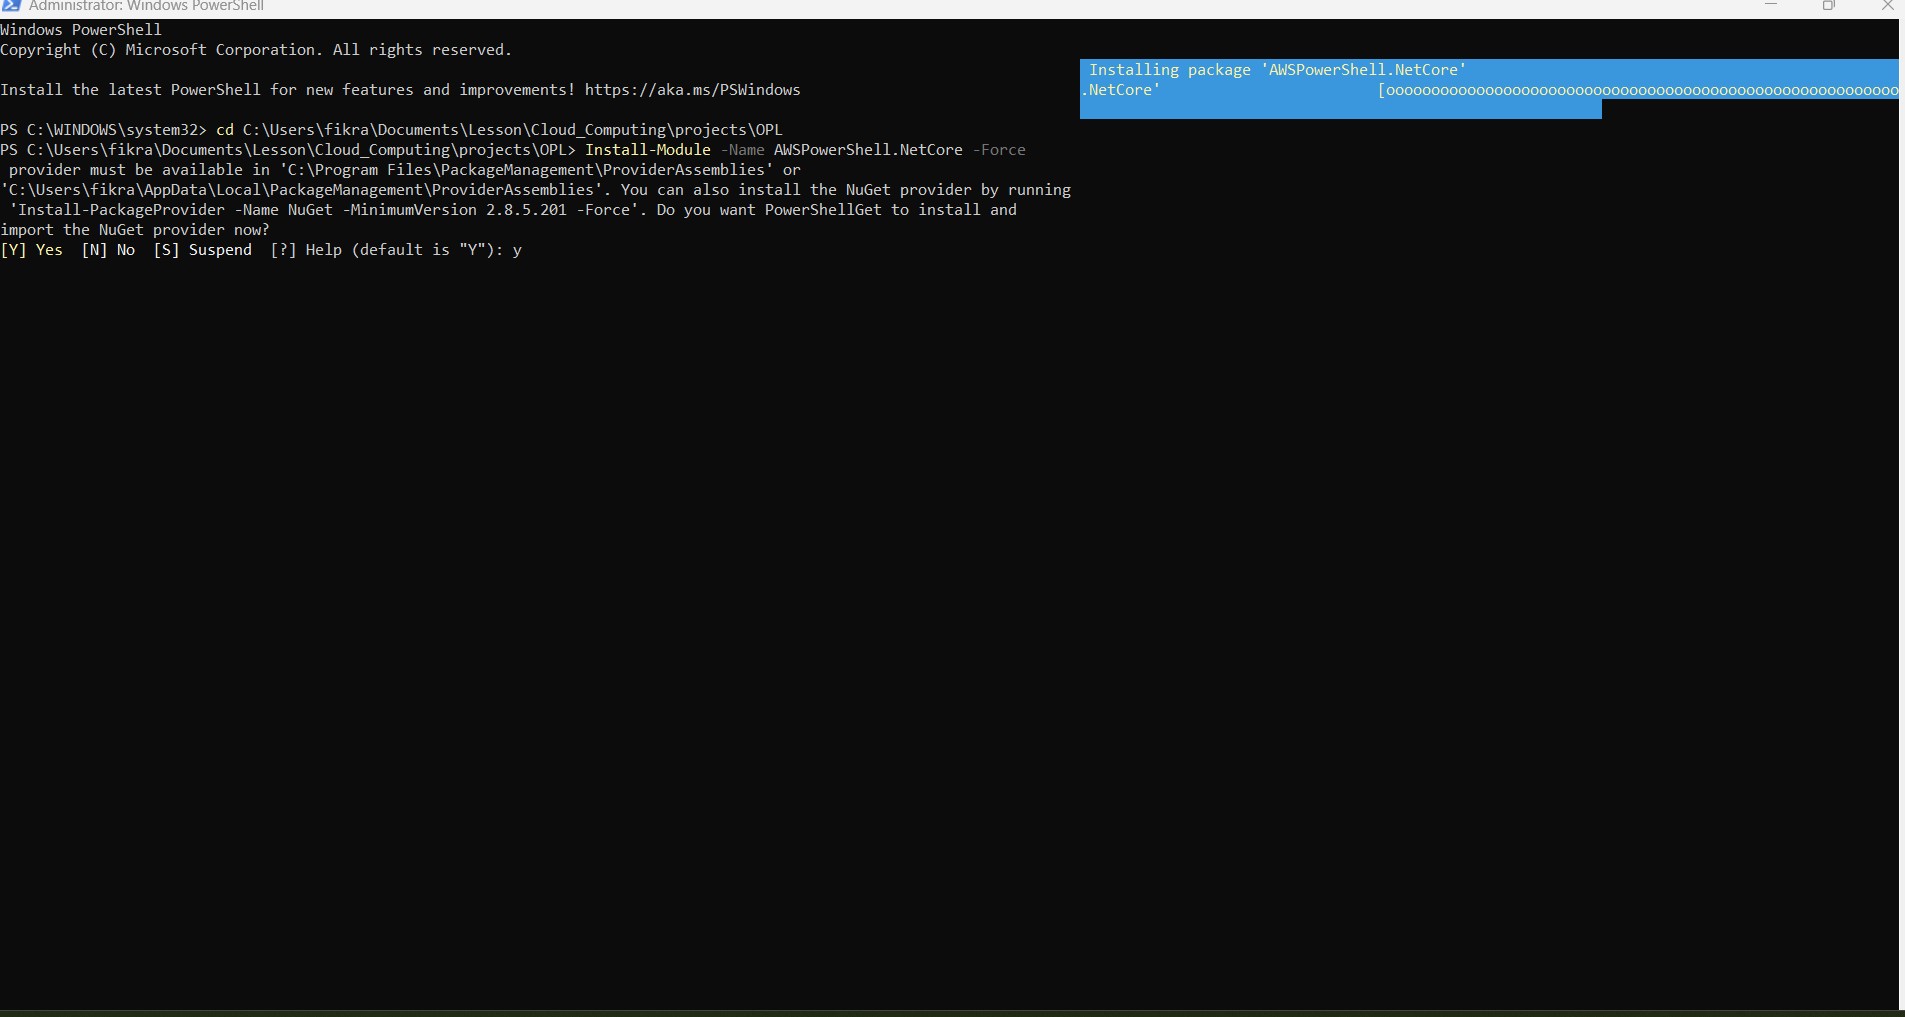 Administrator: Windows PowerShell
Windows PowerShell
Copyright (C) Microsoft Corporation. All rights reserved.
Installing package 'AWSPowerShell.NetCore'
Install the latest PowerShell for new features and improvements! https://aka.ms/PSWindows
.NetCore' [ooooooooooooooooooooooooooooooooooooooooooooooooooooooooo
PS C:\WINDOWS\system32> cd C:\Users\fikra\Documents\Lesson\Cloud_Computing\projects\OPL
PS C:\Users\fikra\Documents\Lesson\Cloud_Computing\projects\OPL> Install-Module -Name AWSPowerShell.NetCore -Force
provider must be available in 'C:\Program Files\PackageManagement\ProviderAssemblies' or
'C:\Users\fikra\AppData\Local\PackageManagement\ProviderAssemblies'. You can also install the NuGet provider by running
'Install-PackageProvider -Name NuGet -MinimumVersion 2.8.5.201 -Force'. Do you want PowerShellGet to install and
import the NuGet provider now?
[Y] Yes [N] No [S] Suspend [?] Help (default is "Y"): y